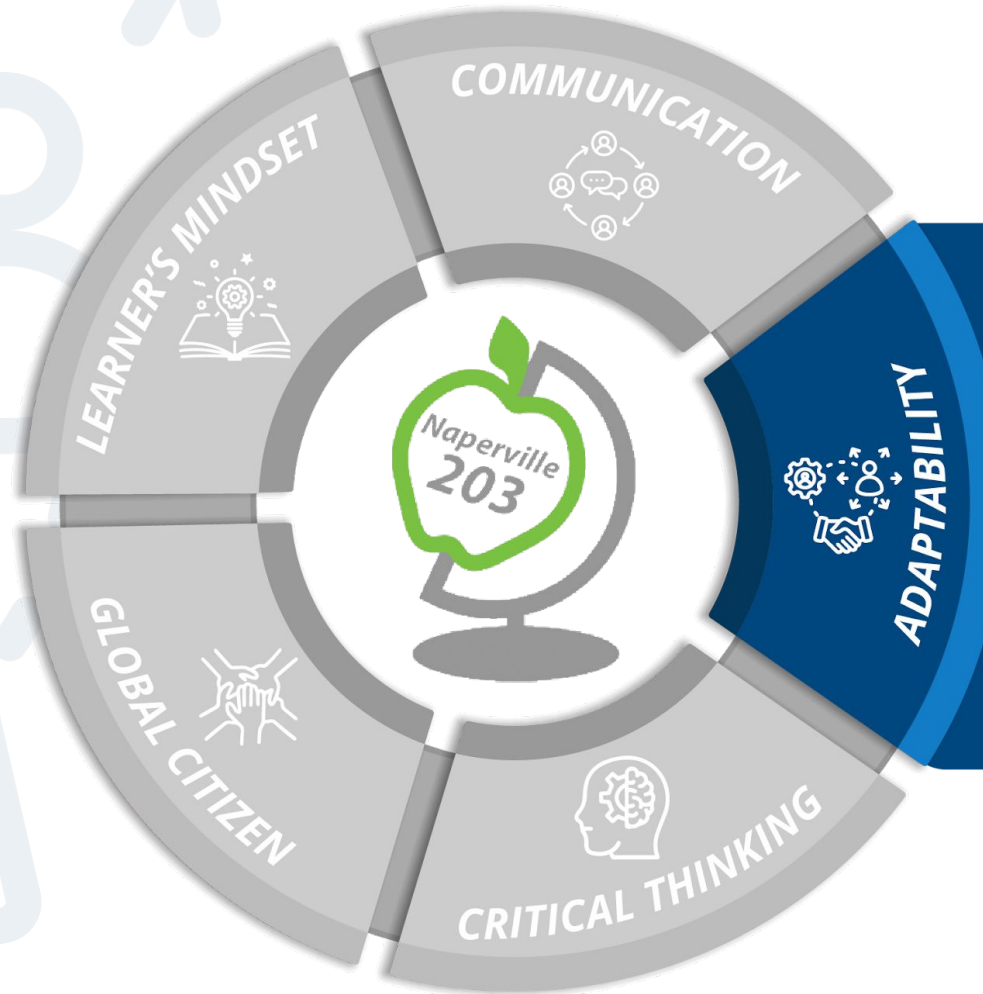 COMMUNICATION
LEARNER'S MINDSET
ADAPTABILITY
Naperville
203
GLOBAL CITIZEN
CRITICAL THINKING